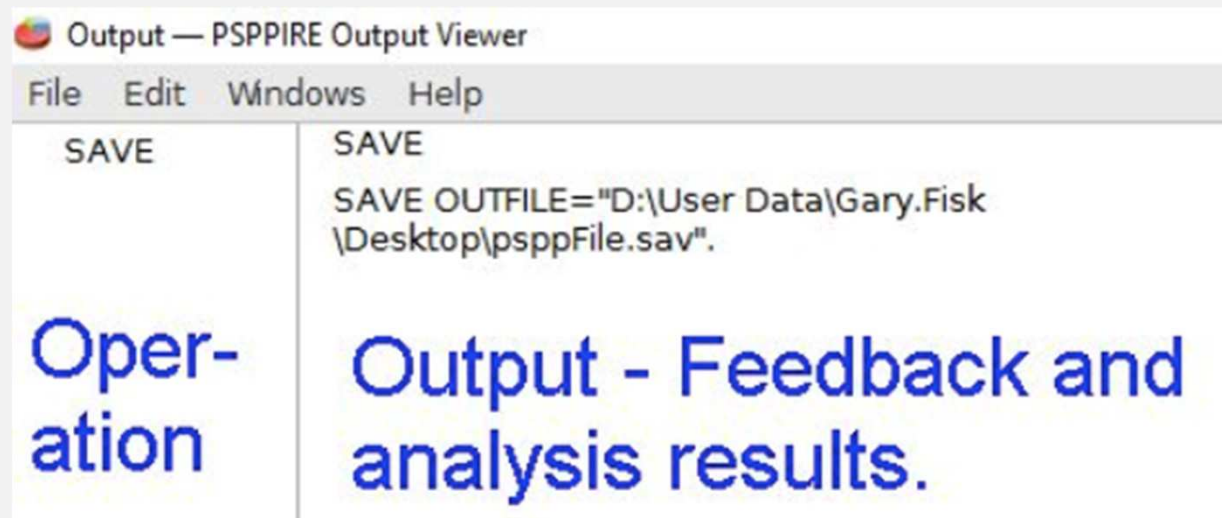 Output — PSPPIRE Output Viewer
File Edit Windows Help
SAVE
SAVE
SAVE OUTFILE="D:\User Data\Gary.Fisk
\Desktop\psppFile.sav".
Oper-
ation
Output - Feedback and
analysis results.